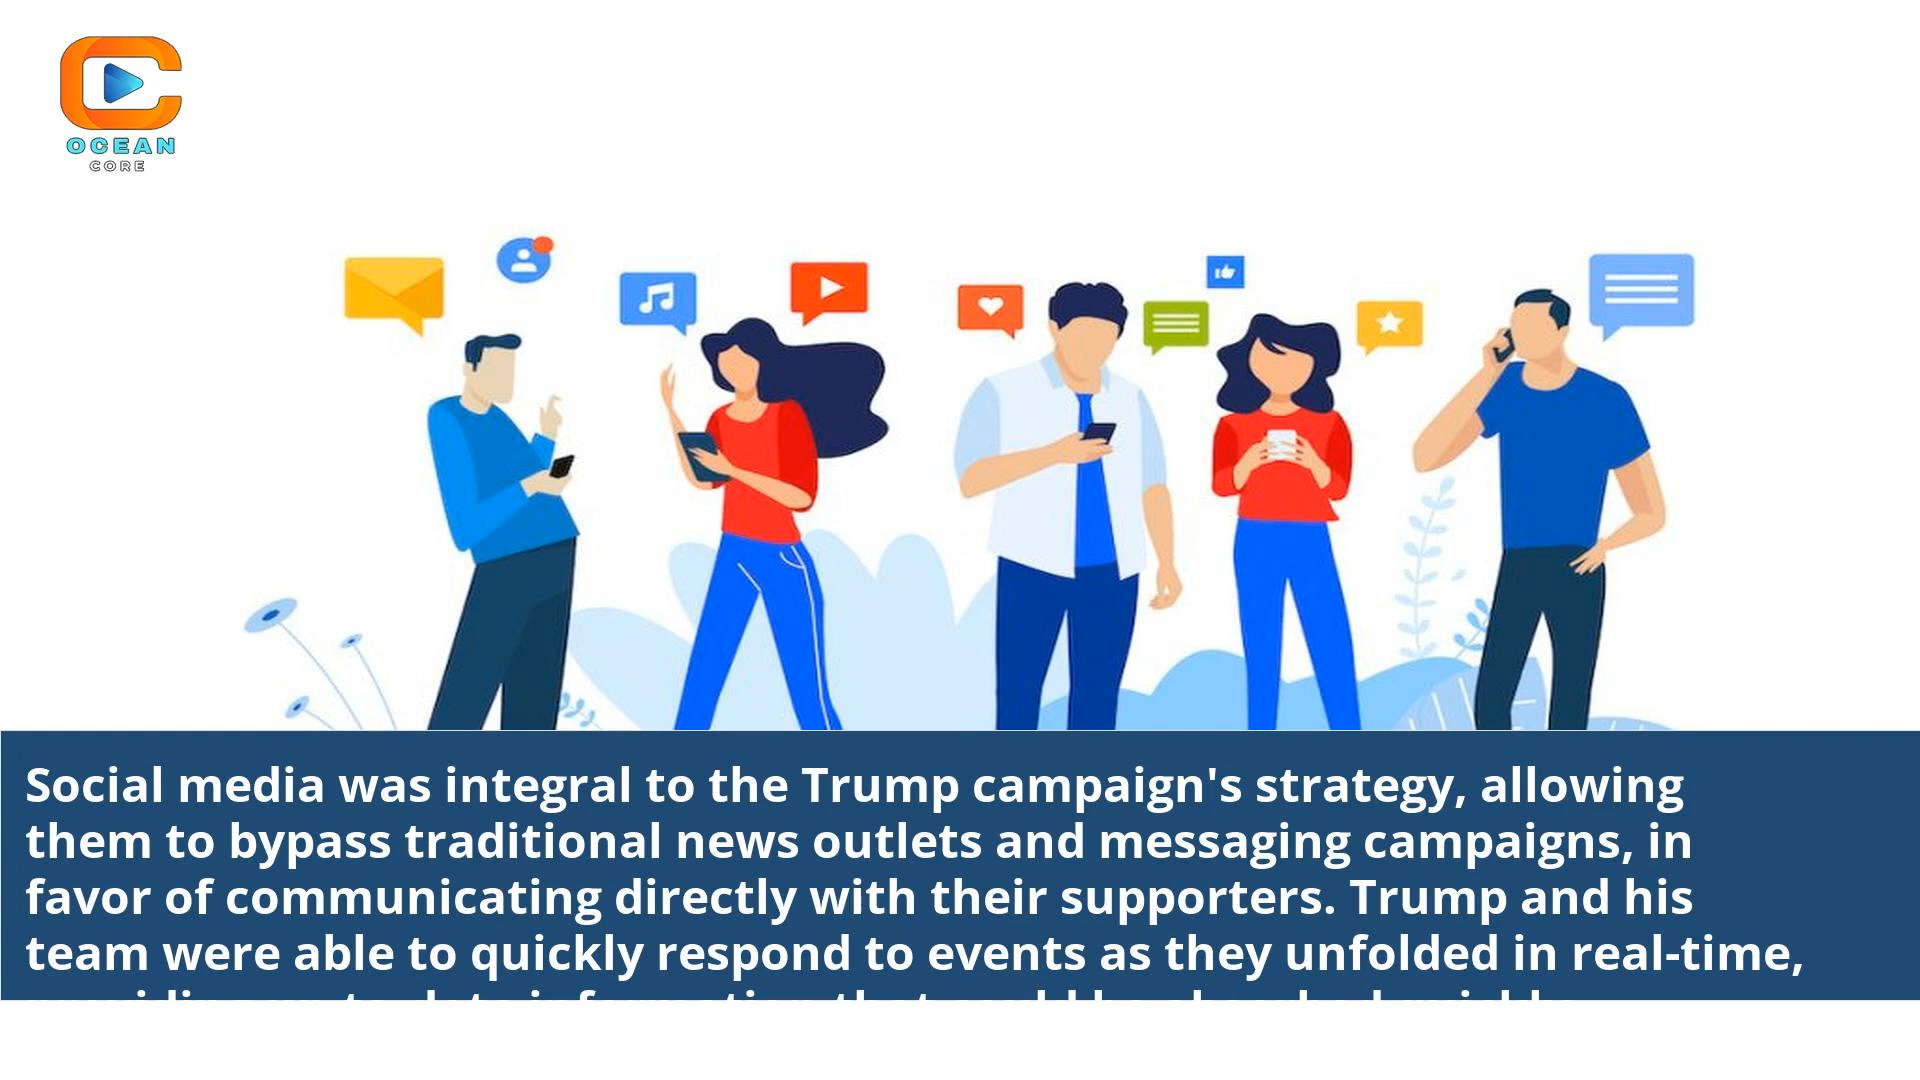 OCEAN
CORE
Social media was integral to the Trump campaign's strategy, allowing
them to bypass traditional news outlets and messaging campaigns, in
favor of communicating directly with their supporters. Trump and his
team were able to quickly respond to events as they unfolded in real-time,